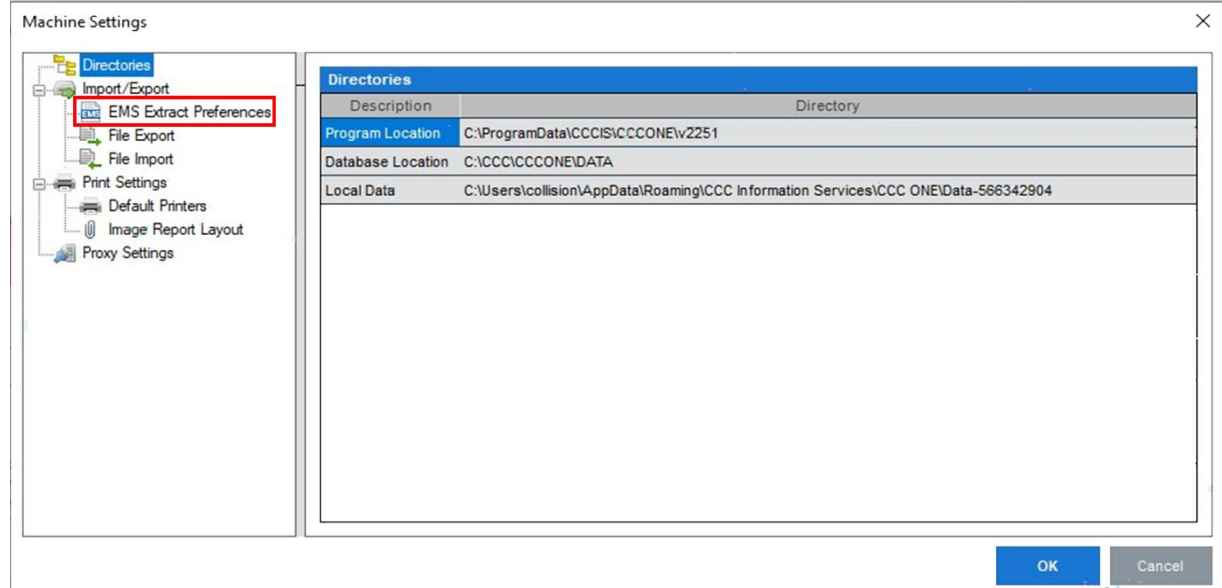 Machine Settings
Directories
Import/Export
EMS EMS Extract Preferences
File Export
File Import
Print Settings
Default Printers
Image Report Layout
Proxy Settings
Directories
Description Directory
Program Location C:\ProgramData\CCCIS\CCCONE\v2251
Database Location C:\CCC\CCCONE\DATA
Local Data C:\Users\collision\AppData\Roaming\CCC Information Services\CCC ONE\Data-566342904
OK Cancel